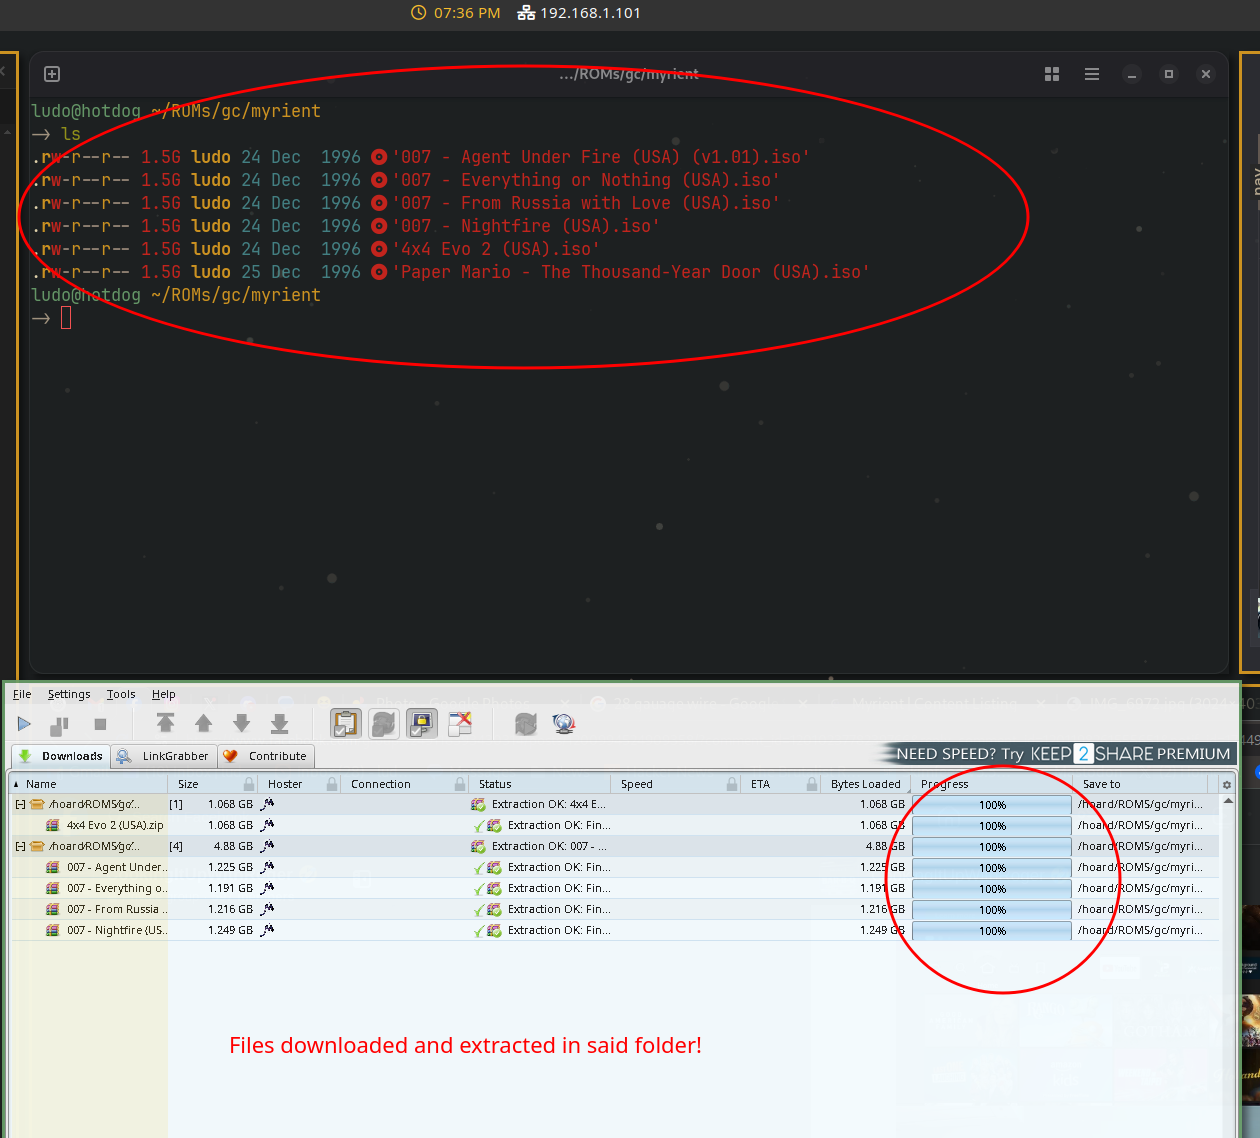 07:36 PM 192.168.1.101
.../ROMs/gc/myrient
ludo@hotdog ~/ROMs/gc/myrient
→ ls
.rw-r--r-- 1.5G ludo 24 Dec 1996 '007 - Agent Under Fire (USA) (v1.01).iso'
.rw-r--r-- 1.5G ludo 24 Dec 1996 '007 - Everything or Nothing (USA).iso'
.rw-r--r-- 1.5G ludo 24 Dec 1996 '007 - From Russia with Love (USA).iso'
.rw-r--r-- 1.5G ludo 24 Dec 1996 '007 - Nightfire (USA).iso'
.rw-r--r-- 1.5G ludo 24 Dec 1996 '4x4 Evo 2 (USA).iso'
.rw-r--r-- 1.5G ludo 25 Dec 1996 'Paper Mario - The Thousand-Year Door (USA).iso'
ludo@hotdog ~/ROMs/gc/myrient
→
File Settings Tools Help
Downloads LinkGrabber Contribute NEED SPEED? Try KEEP2SHARE PREMIUM
Name Size Hoster Connection Status Speed ETA Bytes Loaded Progress Save to
/hoard/ROMS/gc/... [1] 1.068 GB Extraction OK: 4x4 E... 1.068 GB 100% /hoard/ROMS/gc/myri...
4x4 Evo 2 (USA).zip 1.068 GB Extraction OK: Fin... 1.068 GB 100% /hoard/ROMS/gc/myri...
/hoard/ROMS/gc/... [4] 4.88 GB Extraction OK: 007 - ... 4.88 GB 100% /hoard/ROMS/gc/myri...
007 - Agent Under... 1.225 GB Extraction OK: Fin... 1.225 GB 100% /hoard/ROMS/gc/myri...
007 - Everything o... 1.191 GB Extraction OK: Fin... 1.191 GB 100% /hoard/ROMS/gc/myri...
007 - From Russia ... 1.216 GB Extraction OK: Fin... 1.216 GB 100% /hoard/ROMS/gc/myri...
007 - Nightfire (US... 1.249 GB Extraction OK: Fin... 1.249 GB 100% /hoard/ROMS/gc/myri...
Files downloaded and extracted in said folder!